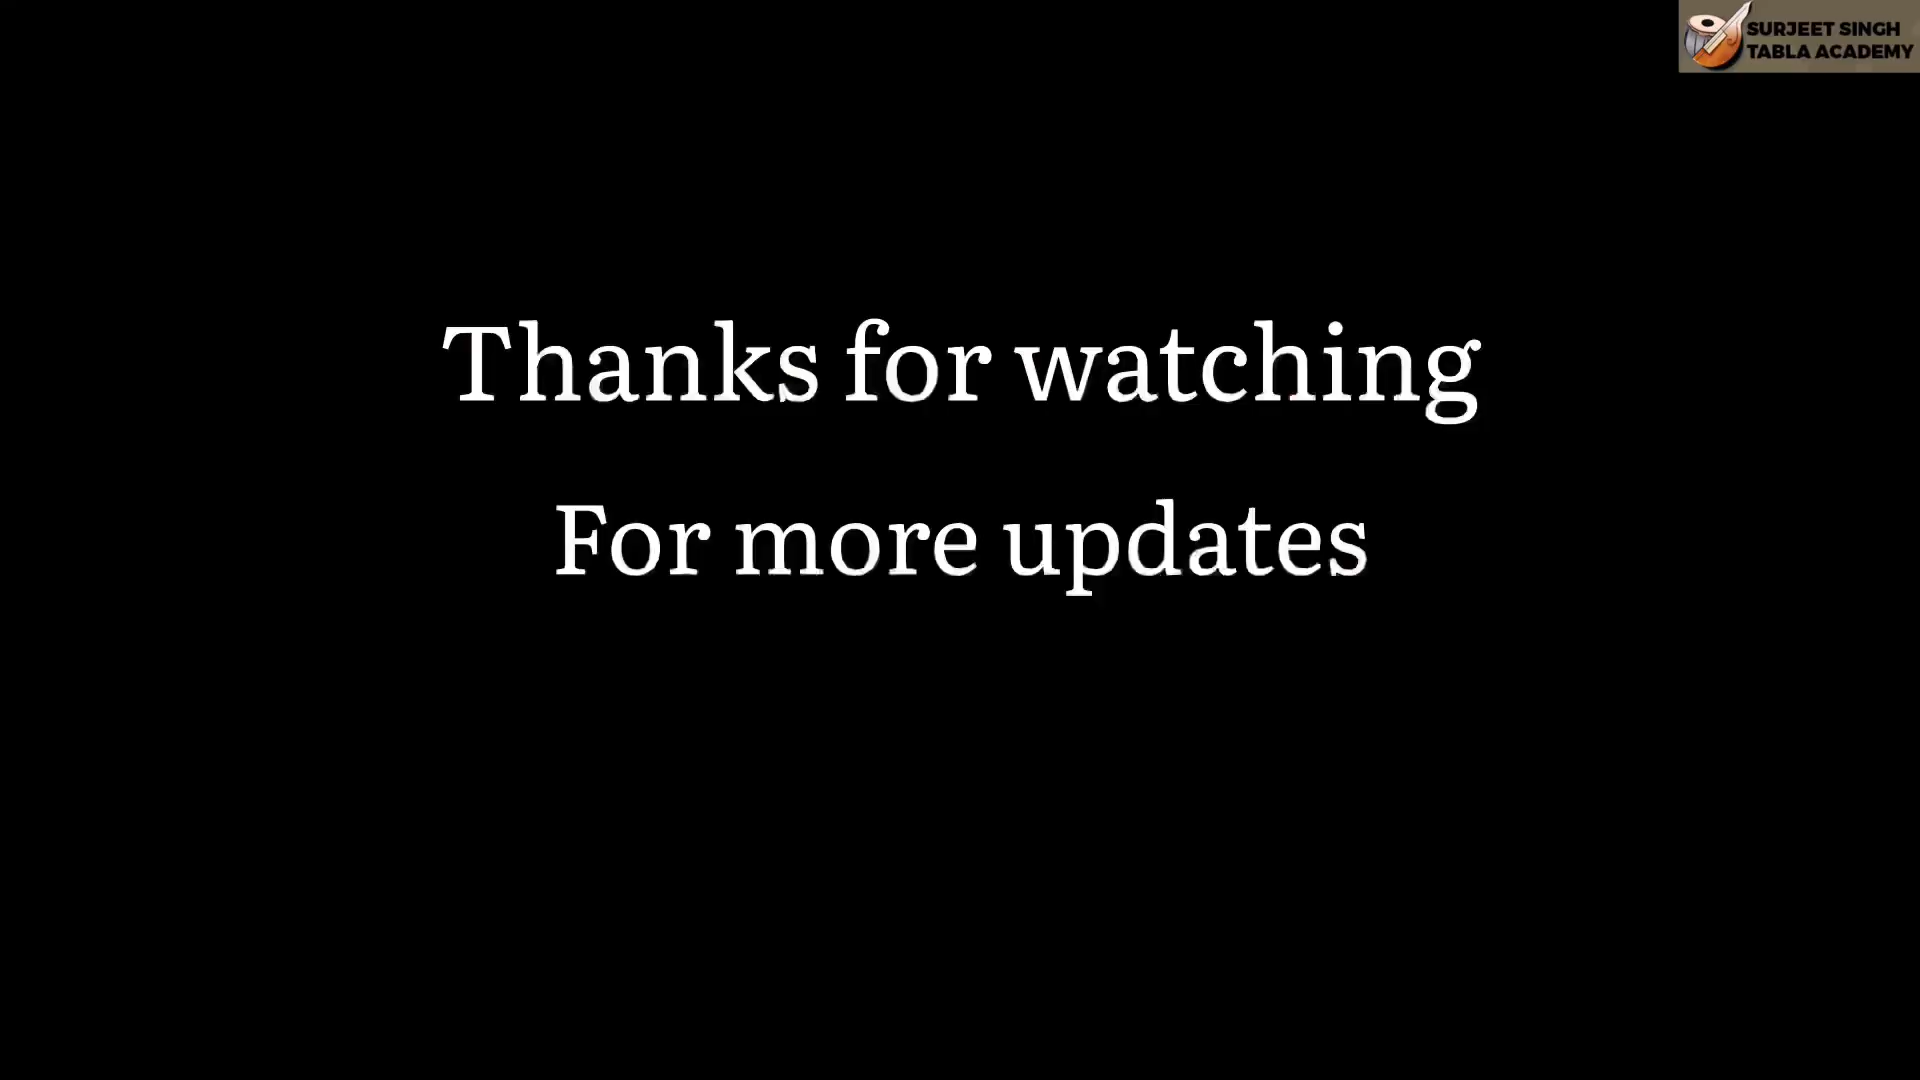 SURJEET SINGH
TABLA ACADEMY
Thanks for watching
For more updates